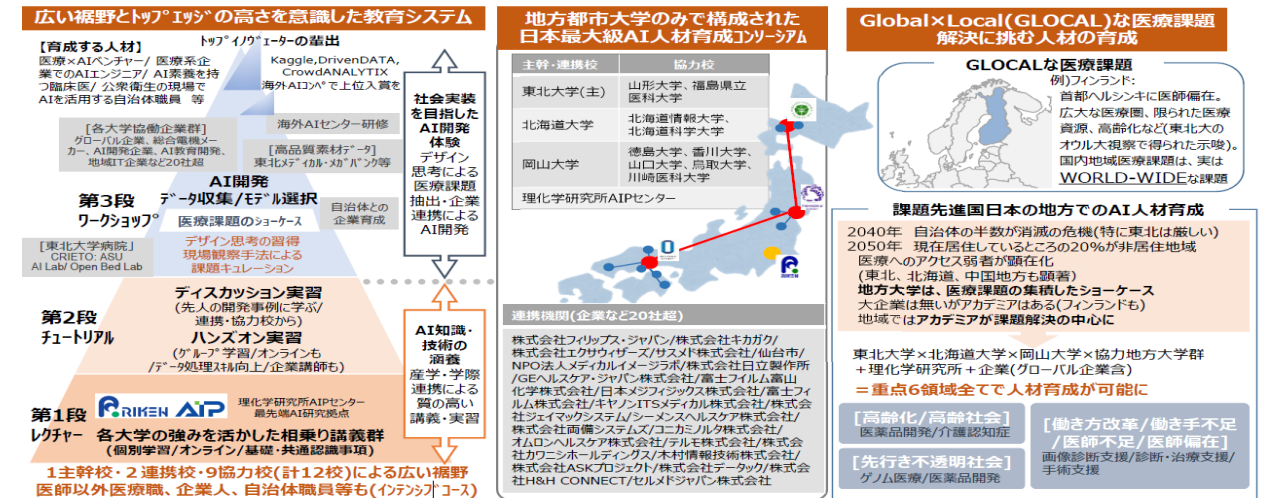 広い裾野とﾄｯﾌﾟｴｯｼﾞの高さを意識した教育システム
【育成する人材】
医療×AIベンチャー/ 医療系企
業でのAIエンジニア/ AI素養を持
つ臨床医/ 公衆衛生の現場で
AIを活用する自治体職員 等
ﾄｯﾌﾟｲﾉｳﾞｪｰﾀｰの輩出
Kaggle,DrivenDATA,
CrowdANALYTIX
海外AIｺﾝﾍﾟで上位入賞を
[各大学協働企業群]
グローバル企業、総合電機メー
カー、AI開発企業、AI教育開発、
地域IT企業など20社超
海外AIセンター研修
[高品質素材ﾃﾞｰﾀ]
東北ﾒﾃﾞｨｶﾙ・ﾒｶﾞﾊﾞﾝｸ等
第3段
ワークショップ
AI開発
ﾃﾞｰﾀ収集/ﾓﾃﾞﾙ選択
医療課題のｼｮｰｹｰｽ
自治体との
企業育成
[東北大学病院]
CRIETO: ASU
AI Lab/ Open Bed Lab
デザイン思考の習得
現場観察手法による
課題キュレーション
社会実装
を目指した
AI開発
体験
デザイン
思考による
医療課題
抽出・企業
連携による
AI開発
第2段
チュートリアル
ディスカッション実習
(先人の開発事例に学ぶ/
連携・協力校から)
ハンズオン実習
(ｸﾞﾙｰﾌﾟ学習/オンラインも
/ﾃﾞｰﾀ処理ｽｷﾙ向上/企業講師も)
AI知識・
技術の
涵養
産学・学際
連携による
質の高い
講義・実習
第1段
レクチャー
RIKEN AIP
理化学研究所AIPセンター
最先端AI研究拠点
各大学の強みを活かした相乗り講義群
(個別学習/オンライン/基礎・共通認識事項)
1主幹校・2連携校・9協力校(計12校)による広い裾野
医師以外医療職、企業人、自治体職員等も(ｲﾝﾃﾝｼﾌﾞｺｰｽ)
地方都市大学のみで構成された
日本最大級AI人材育成ｺﾝｿｰｼｱﾑ
主幹・連携校 協力校
東北大学(主) 山形大学、福島県立
医科大学
北海道大学 北海道情報大学、
北海道科学大学
岡山大学 徳島大学、香川大学、
山口大学、鳥取大学、
川崎医科大学
理化学研究所AIPセンター
RIKEN
連携機関(企業など20社超)
株式会社フィリップス・ジャパン/株式会社キカガク/
株式会社エクサウィザーズ/サスメド株式会社/仙台市/
NPO法人メディカルイメージラボ/株式会社日立製作所
/GEヘルスケア・ジャパン株式会社/富士フイルム富山
化学株式会社/日本メジフィジックス株式会社/富士フィ
ルム株式会社/キヤノンITSメディカル株式会社/株式会
社ジェイマックシステム/シーメンスヘルスケア株式会社/
株式会社両備システムズ/コニカミノルタ株式会社/
オムロンヘルスケア株式会社/テルモ株式会社/株式会
社カワニシホールディングス/木村情報技術株式会社/
株式会社ASKプロジェクト/株式会社データック/株式会
社H&H CONNECT/セルメドジャパン株式会社
Global×Local(GLOCAL)な医療課題
解決に挑む人材の育成
GLOCALな医療課題
例)フィンランド:
首都ヘルシンキに医師偏在。
広大な医療圏、限られた医療
資源、高齢化など(東北大の
オウル大視察で得られた示唆)。
国内地域医療課題は、実は
WORLD-WIDEな課題
課題先進国日本の地方でのAI人材育成
2040年 自治体の半数が消滅の危機(特に東北は厳しい)
2050年 現在居住しているところの20%が非居住地域
医療へのアクセス弱者が顕在化
(東北、北海道、中国地方も顕著)
地方大学は、医療課題の集積したショーケース
大企業は無いがアカデミアはある(フィンランドも)
地域ではアカデミアが課題解決の中心に
東北大学×北海道大学×岡山大学×協力地方大学群
+理化学研究所+企業(グローバル企業含)
=重点6領域全てで人材育成が可能に
[高齢化/高齢社会]
医薬品開発/介護認知症
[先行き不透明社会]
ゲノム医療/医薬品開発
[働き方改革/働き手不足
/医師不足/医師偏在]
画像診断支援/診断・治療支援/
手術支援